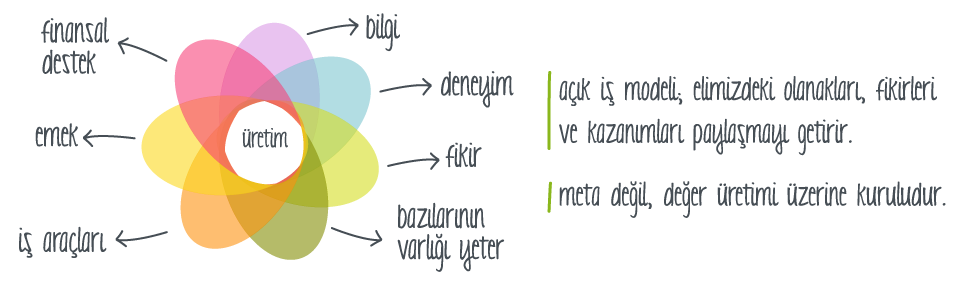 finansal
destek
bilgi
deneyim
emek
üretim
fikir
iş araçları
bazılarının
varlığı yeter
açık iş modeli; elimizdeki olanakları, fikirleri
ve kazanımları paylaşmayı getirir.
meta değil, değer üretimi üzerine kuruludur.